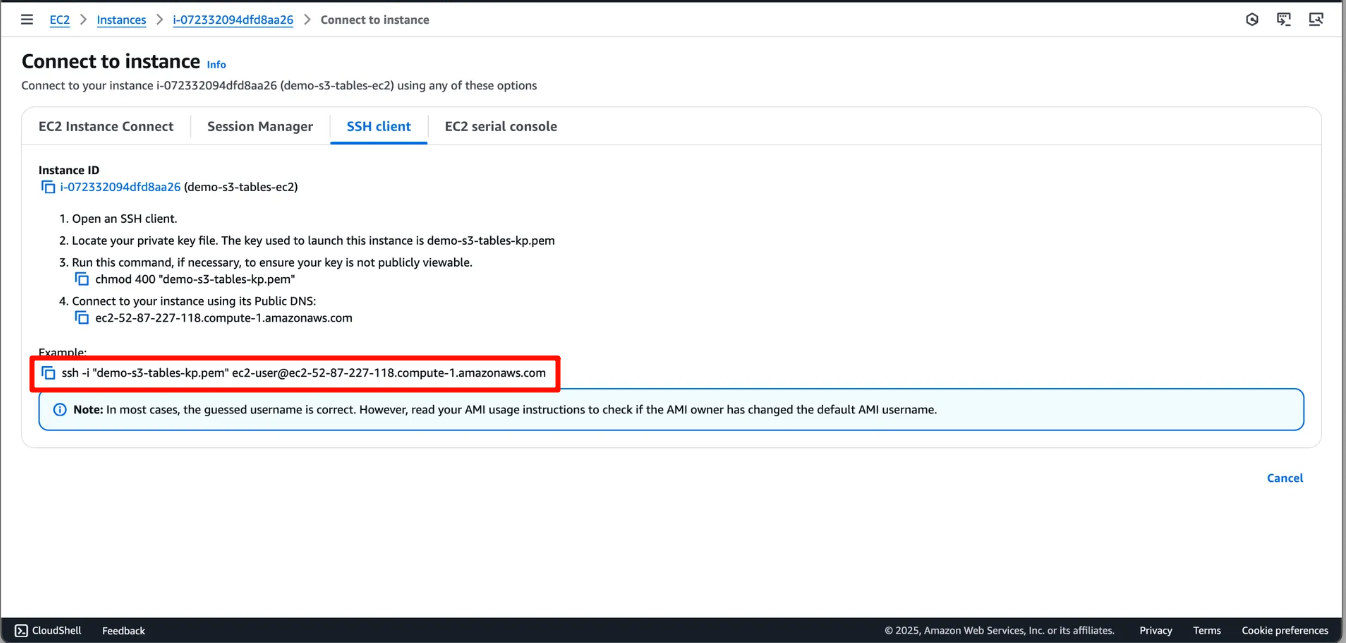 EC2 > Instances > i-072332094dfd8aa26 > Connect to instance
Connect to instance Info
Connect to your instance i-072332094dfd8aa26 (demo-s3-tables-ec2) using any of these options
EC2 Instance Connect Session Manager SSH client EC2 serial console
Instance ID
i-072332094dfd8aa26 (demo-s3-tables-ec2)
1. Open an SSH client.
2. Locate your private key file. The key used to launch this instance is demo-s3-tables-kp.pem
3. Run this command, if necessary, to ensure your key is not publicly viewable.
chmod 400 "demo-s3-tables-kp.pem"
4. Connect to your instance using its Public DNS:
ec2-52-87-227-118.compute-1.amazonaws.com
Example:
ssh -i "demo-s3-tables-kp.pem" ec2-user@ec2-52-87-227-118.compute-1.amazonaws.com
Note: In most cases, the guessed username is correct. However, read your AMI usage instructions to check if the AMI owner has changed the default AMI username.
Cancel
CloudShell Feedback © 2025, Amazon Web Services, Inc. or its affiliates. Privacy Terms Cookie preferences